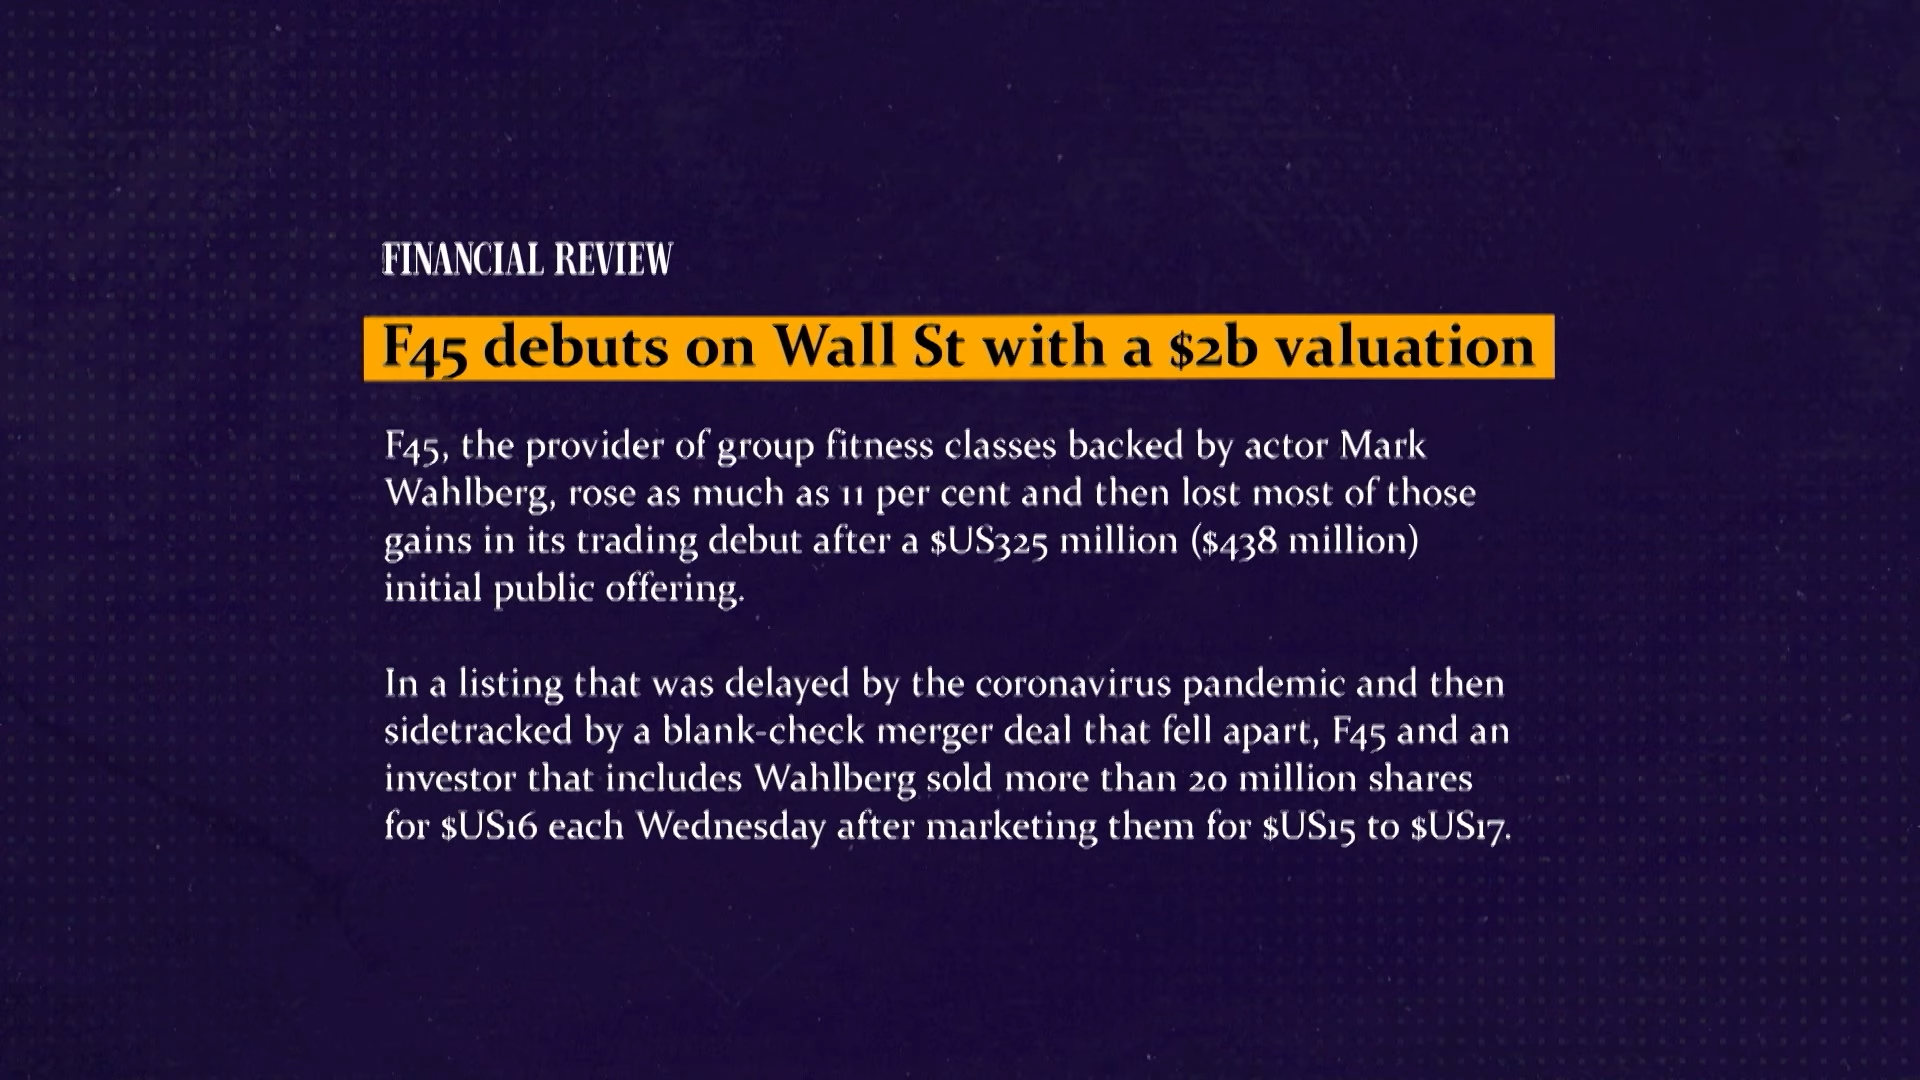 FINANCIAL REVIEW
F45 debuts on Wall St with a $2b valuation
F45, the provider of group fitness classes backed by actor Mark
Wahlberg, rose as much as 11 per cent and then lost most of those
gains in its trading debut after a $US325 million ($438 million)
initial public offering.
In a listing that was delayed by the coronavirus pandemic and then
sidetracked by a blank-check merger deal that fell apart, F45 and an
investor that includes Wahlberg sold more than 20 million shares
for $US16 each Wednesday after marketing them for $US15 to $US17.